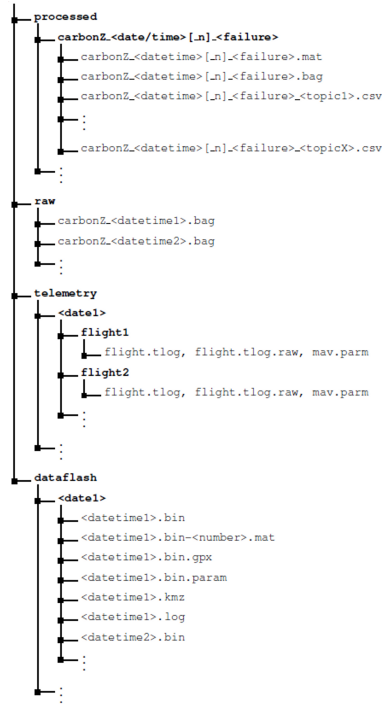 processed
carbonZ_<date/time>[_n]_<failure>
carbonZ_<datetime>[_n]_<failure>.mat
carbonZ_<datetime>[_n]_<failure>.bag
carbonZ_<datetime>[_n]_<failure>_<topic1>.csv
⋮
carbonZ_<datetime>[_n]_<failure>_<topicX>.csv
⋮
raw
carbonZ_<datetime1>.bag
carbonZ_<datetime2>.bag
⋮
telemetry
<date1>
flight1
flight.tlog, flight.tlog.raw, mav.parm
flight2
flight.tlog, flight.tlog.raw, mav.parm
⋮
⋮
dataflash
<date1>
<datetime1>.bin
<datetime1>.bin-<number>.mat
<datetime1>.bin.gpx
<datetime1>.bin.param
<datetime1>.kmz
<datetime1>.log
<datetime2>.bin
⋮
⋮